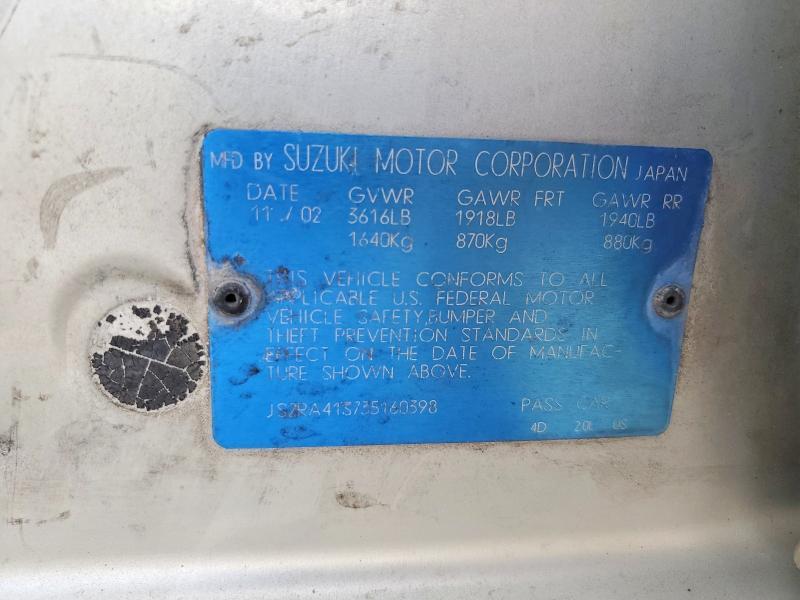 MFD BY SUZUKI MOTOR CORPORATION JAPAN
DATE GVWR GAWR FRT GAWR RR
11 / 02 3616LB 1918LB 1940LB
1640Kg 870Kg 880Kg
THIS VEHICLE CONFORMS TO ALL
APPLICABLE U.S. FEDERAL MOTOR
VEHICLE SAFETY,BUMPER AND
THEFT PREVENTION STANDARDS IN
EFFECT ON THE DATE OF MANUFAC-
TURE SHOWN ABOVE.
JS2RA41S735160398 PASS CAR
4D 2.0L US